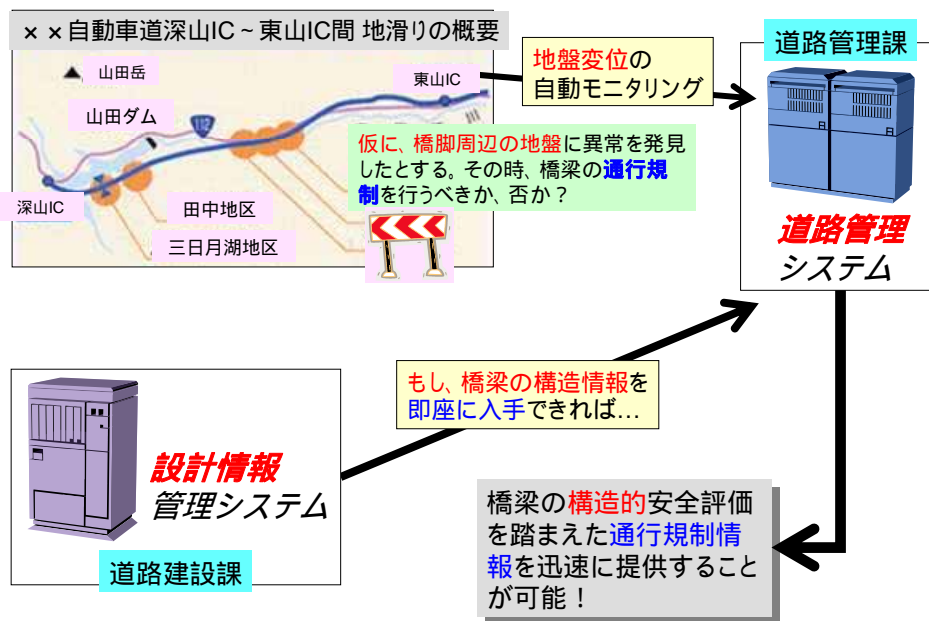 ××自動車道深山IC~東山IC間 地滑りの概要
山田岳
山田ダム
112
東山IC
深山IC
田中地区
三日月湖地区
地盤変位の
自動モニタリング
仮に、橋脚周辺の地盤に異常を発見
したとする。その時、橋梁の通行規
制を行うべきか、否か?
道路管理課
道路管理
システム
もし、橋梁の構造情報を
即座に入手できれば…
設計情報
管理システム
道路建設課
橋梁の構造的安全評価
を踏まえた通行規制情
報を迅速に提供すること
が可能!